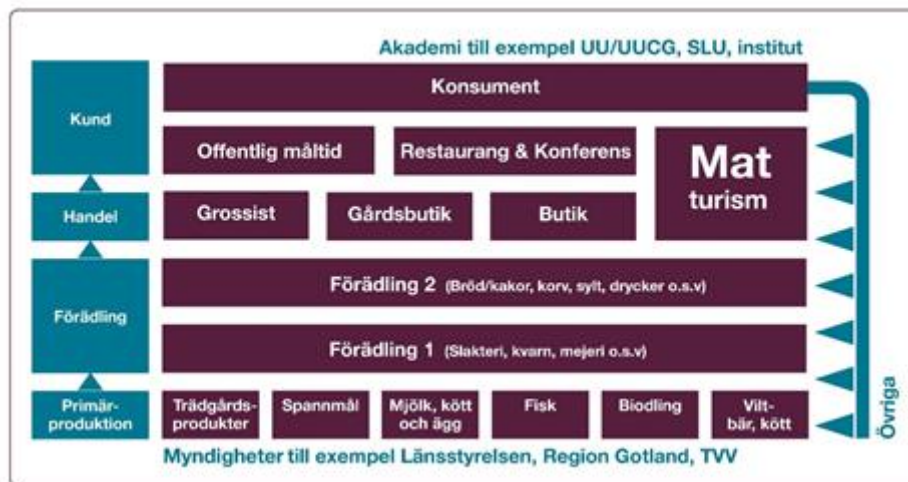 Akademi till exempel UU/UUCG, SLU, institut
Kund
Konsument
Offentlig måltid
Restaurang & Konferens
Mat
turism
Handel
Grossist
Gårdsbutik
Butik
Förädling
Förädling 2 (Bröd/kakor, korv, sylt, drycker o.s.v)
Förädling 1 (Slakteri, kvarn, mejeri o.s.v)
Primär-
produktion
Trädgårds-
produkter
Spannmål
Mjölk, kött
och ägg
Fisk
Biodling
Vilt-
bär, kött
Övriga
Myndigheter till exempel Länsstyrelsen, Region Gotland, TVV